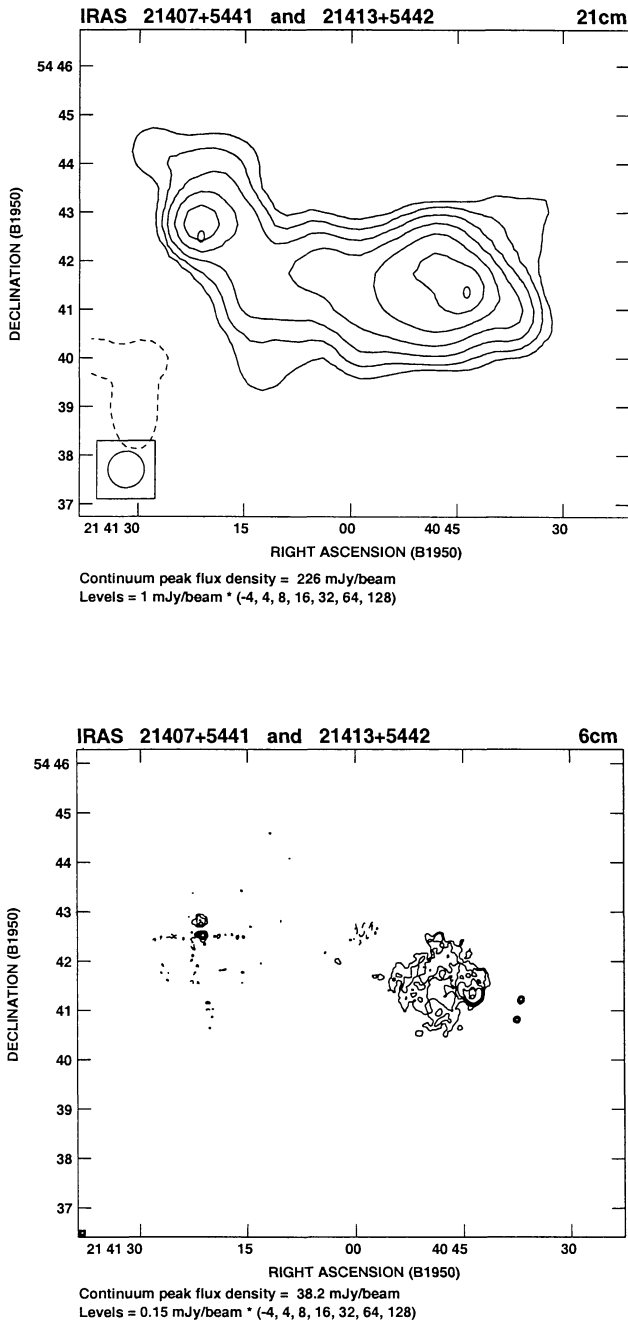 IRAS 21407+5441 and 21413+5442 21cm
54 46
45
44
43
42
41
40
39
38
37
DECLINATION (B1950)
21 41 30 15 00 40 45 30
RIGHT ASCENSION (B1950)
Continuum peak flux density = 226 mJy/beam
Levels = 1 mJy/beam * (-4, 4, 8, 16, 32, 64, 128)
IRAS 21407+5441 and 21413+5442 6cm
54 46
45
44
43
42
41
40
39
38
37
DECLINATION (B1950)
21 41 30 15 00 40 45 30
RIGHT ASCENSION (B1950)
Continuum peak flux density = 38.2 mJy/beam
Levels = 0.15 mJy/beam * (-4, 4, 8, 16, 32, 64, 128)